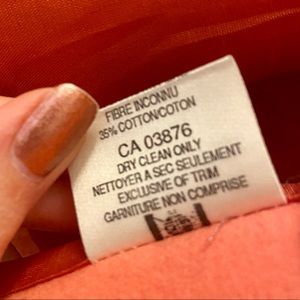 FIBRE INCONNU
35% COTTON/COTON
CA 03876
DRY CLEAN ONLY
NETTOYER A SEC SEULEMENT
EXCLUSIVE OF TRIM
GARNITURE NON COMPRISE